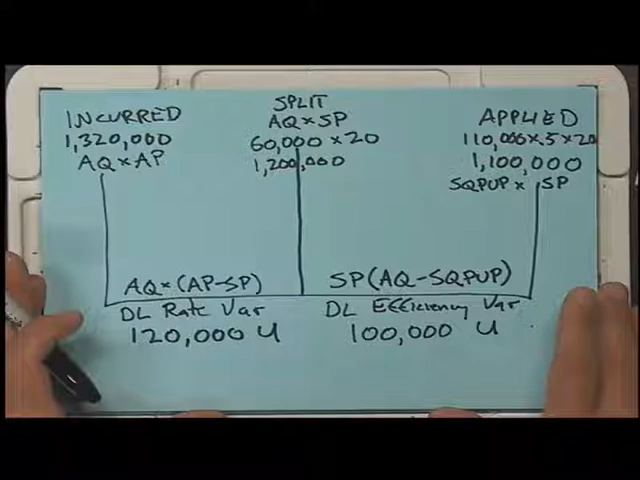 INCURRED
1,320,000
AQ×AP
SPLIT
AQ×SP
60,000×20
1,200,000
APPLIED
110,000×.5×20
1,100,000
SQPUP× SP
AQ×(AP-SP)
DL Rate Var
120,000 U
SP(AQ-SQPUP)
DL Efficiency Var
100,000 U